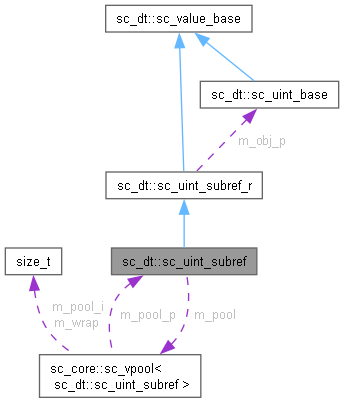 sc_dt::sc_value_base
sc_dt::sc_uint_base
m_obj_p
sc_dt::sc_uint_subref_r
size_t
sc_dt::sc_uint_subref
m_pool_i
m_wrap
m_pool_p
m_pool
sc_core::sc_vpool<
sc_dt::sc_uint_subref >